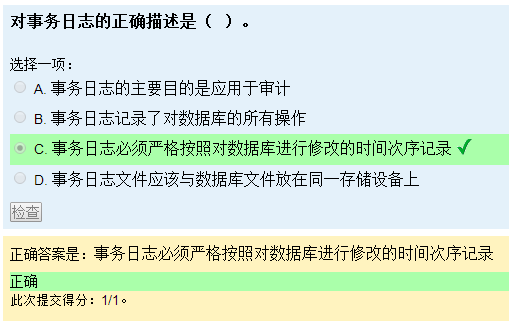 对事务日志的正确描述是（ ）。
选择一项：
A. 事务日志的主要目的是应用于审计
B. 事务日志记录了对数据库的所有操作
C. 事务日志必须严格按照对数据库进行修改的时间次序记录 ✓
D. 事务日志文件应该与数据库文件放在同一存储设备上
检查
正确答案是：事务日志必须严格按照对数据库进行修改的时间次序记录
正确
此次提交得分：1/1。